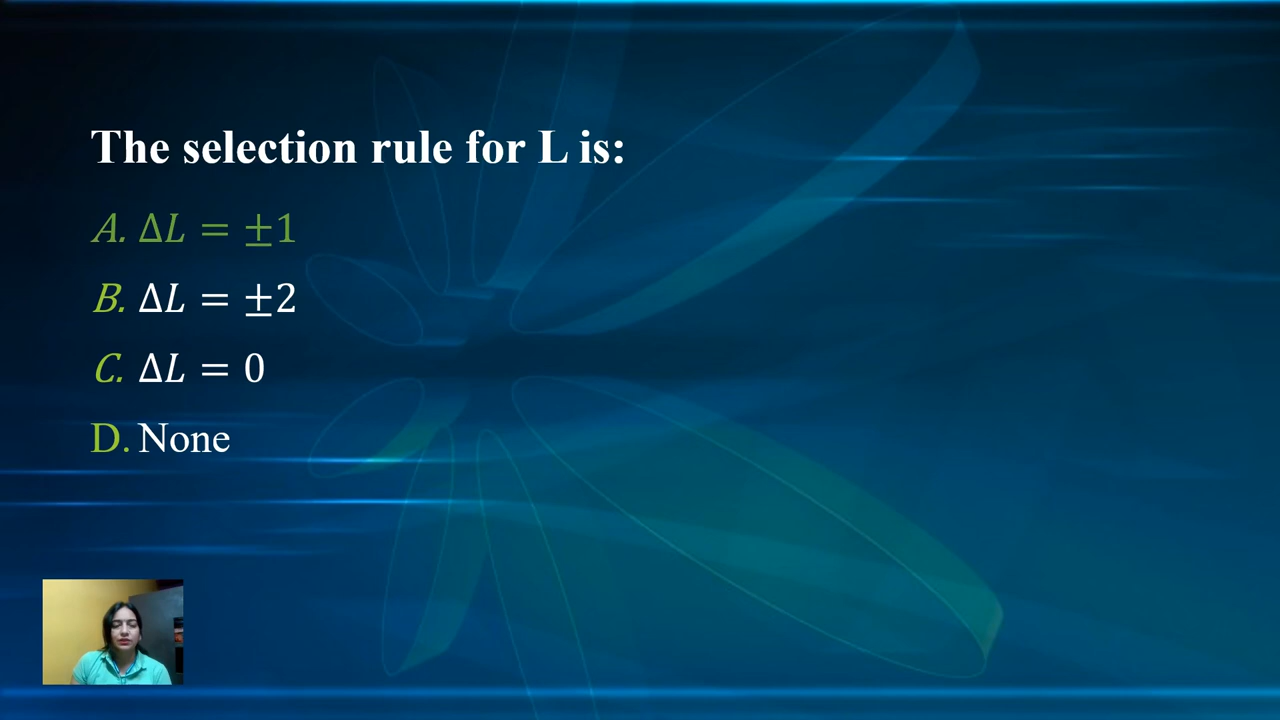 The selection rule for L is:
A. ΔL = ±1
B. ΔL = ±2
C. ΔL = 0
D. None